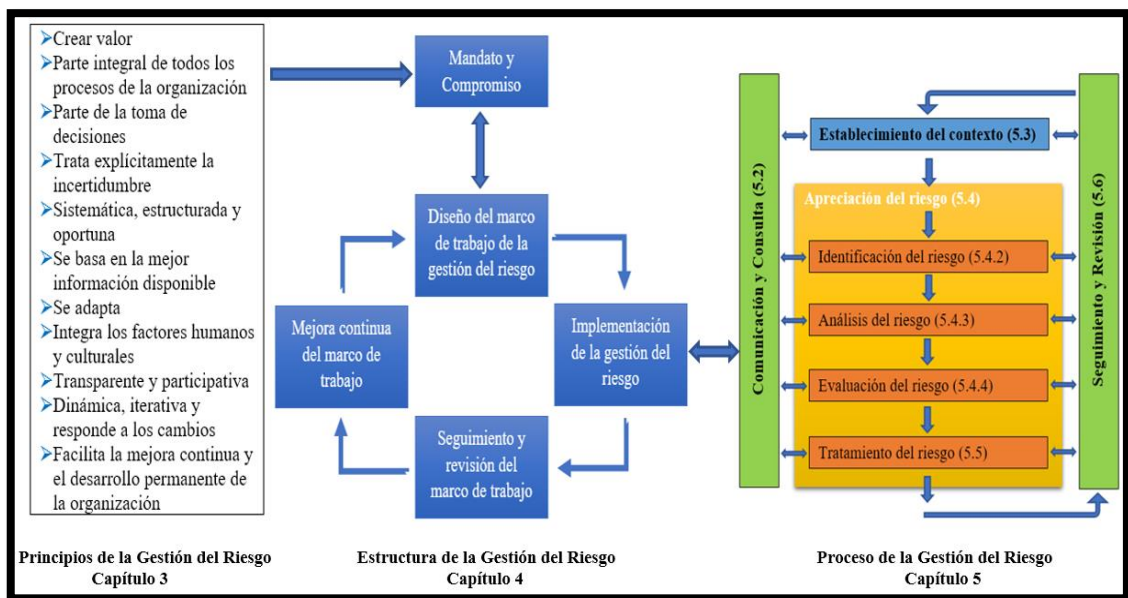 ➢Crear valor
➢Parte integral de todos los
procesos de la organización
➢Parte de la toma de
decisiones
➢Trata explícitamente la
incertidumbre
➢Sistemática, estructurada y
oportuna
➢Se basa en la mejor
información disponible
➢Se adapta
➢Integra los factores humanos
y culturales
➢Transparente y participativa
➢Dinámica, iterativa y
responde a los cambios
➢Facilita la mejora continua y
el desarrollo permanente de
la organización
Principios de la Gestión del Riesgo
Capítulo 3
Mandato y
Compromiso
Diseño del marco
de trabajo de la
gestión del riesgo
Implementación
de la gestión del
riesgo
Seguimiento y
revisión del
marco de trabajo
Mejora continua
del marco de
trabajo
Estructura de la Gestión del Riesgo
Capítulo 4
Comunicación y Consulta (5.2)
Establecimiento del contexto (5.3)
Apreciación del riesgo (5.4)
Identificación del riesgo (5.4.2)
Análisis del riesgo (5.4.3)
Evaluación del riesgo (5.4.4)
Tratamiento del riesgo (5.5)
Seguimiento y Revisión (5.6)
Proceso de la Gestión del Riesgo
Capítulo 5